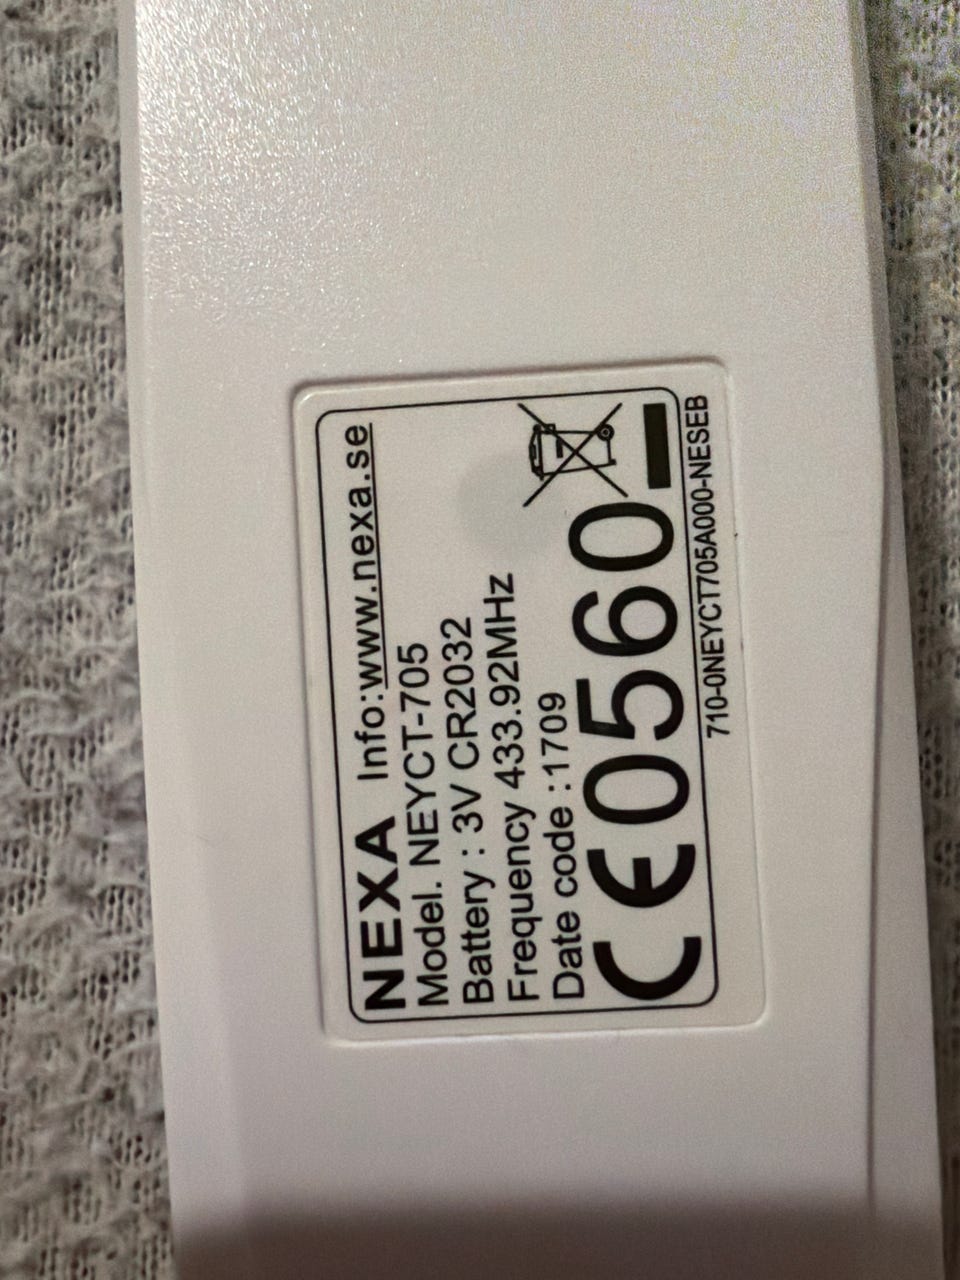 NEXA Info:www.nexa.se
Model. NEYCT-705
Battery : 3V CR2032
Frequency 433.92MHz
Date code :1709
CE0560
710-0NEYCT705A000-NESEB